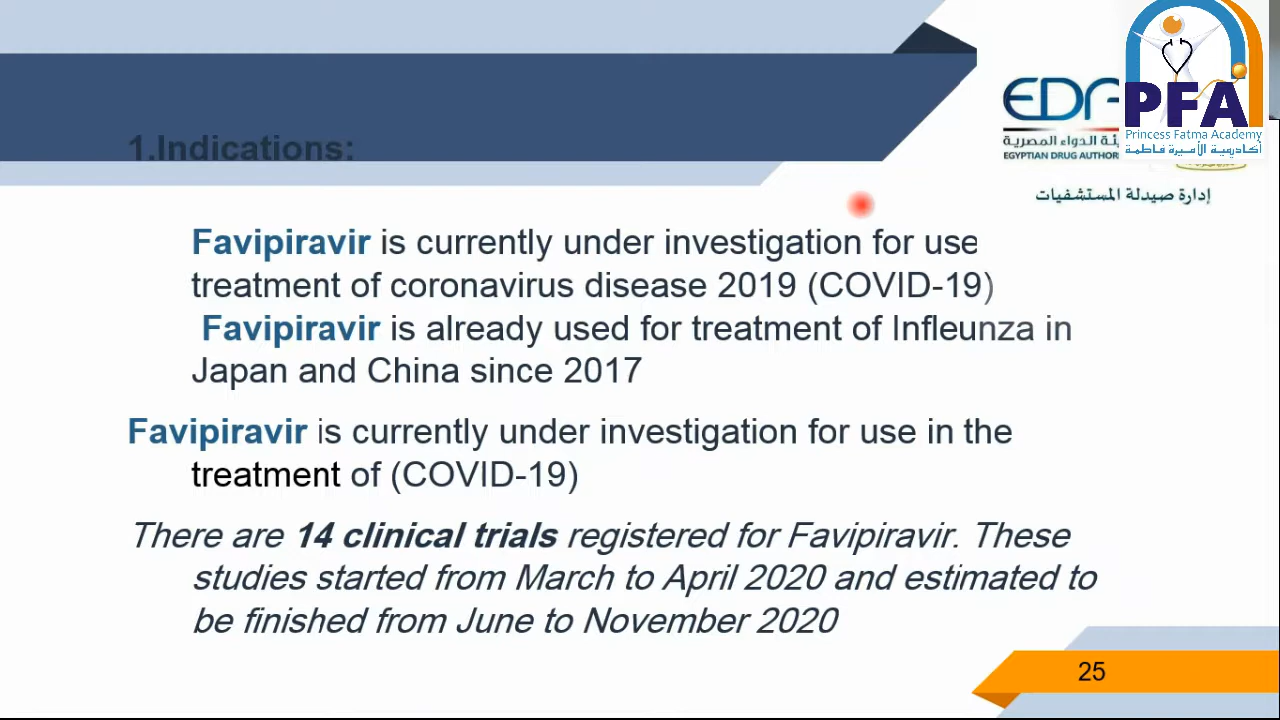 1.Indications:
EDA
PFA
Princess Fatma Academy
أكاديمية الأميرة فاطمة
الدواء المصرية
EGYPTIAN DRUG
إدارة صيدلة المستشفيات
Favipiravir is currently under investigation for use
treatment of coronavirus disease 2019 (COVID-19)
Favipiravir is already used for treatment of Infleunza in
Japan and China since 2017
Favipiravir is currently under investigation for use in the
treatment of (COVID-19)
There are 14 clinical trials registered for Favipiravir. These
studies started from March to April 2020 and estimated to
be finished from June to November 2020
25